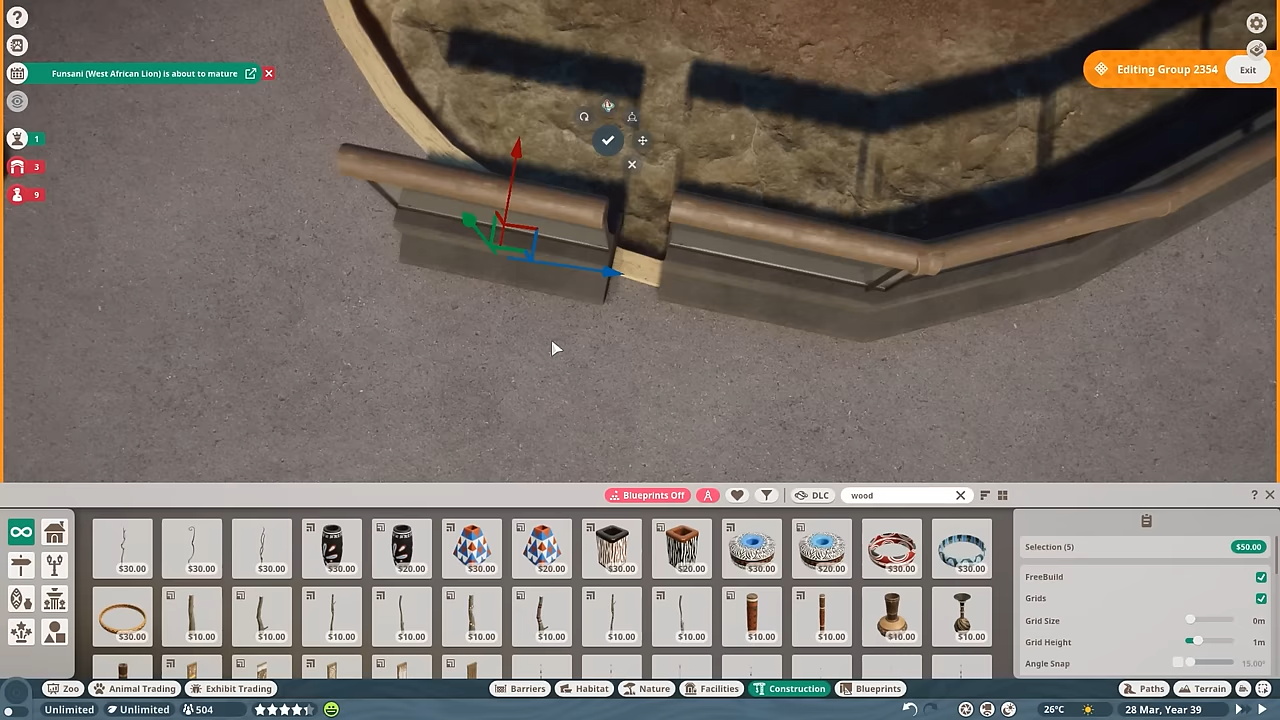 Funsani (West African Lion) is about to mature
1
3
9
Editing Group 2354
Exit
Blueprints Off
DLC
wood
?
$30.00 $30.00 $30.00 $30.00 $20.00 $30.00 $20.00 $30.00 $20.00 $30.00 $20.00 $30.00 $30.00
$30.00 $10.00 $10.00 $10.00 $10.00 $10.00 $10.00 $10.00 $10.00 $10.00 $10.00 $10.00 $10.00
Selection (5) $50.00
FreeBuild
Grids
Grid Size 0m
Grid Height 1m
Angle Snap 15.00°
Zoo Animal Trading Exhibit Trading Barriers Habitat Nature Facilities Construction Blueprints Paths Terrain
Unlimited Unlimited 504 26°C 28 Mar, Year 39